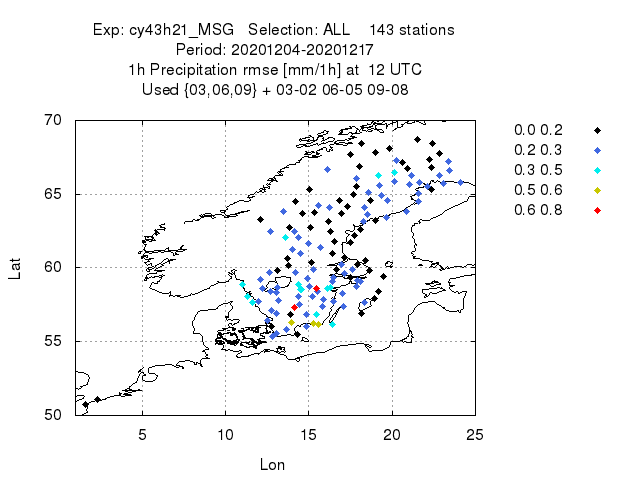 Exp: cy43h21_MSG   Selection: ALL    143 stations
Period: 20201204-20201217
1h Precipitation rmse [mm/1h] at  12 UTC
Used {03,06,09} + 03-02 06-05 09-08
70
65
60
55
50
Lat
5
10
15
20
25
Lon
0.0 0.2
0.2 0.3
0.3 0.5
0.5 0.6
0.6 0.8